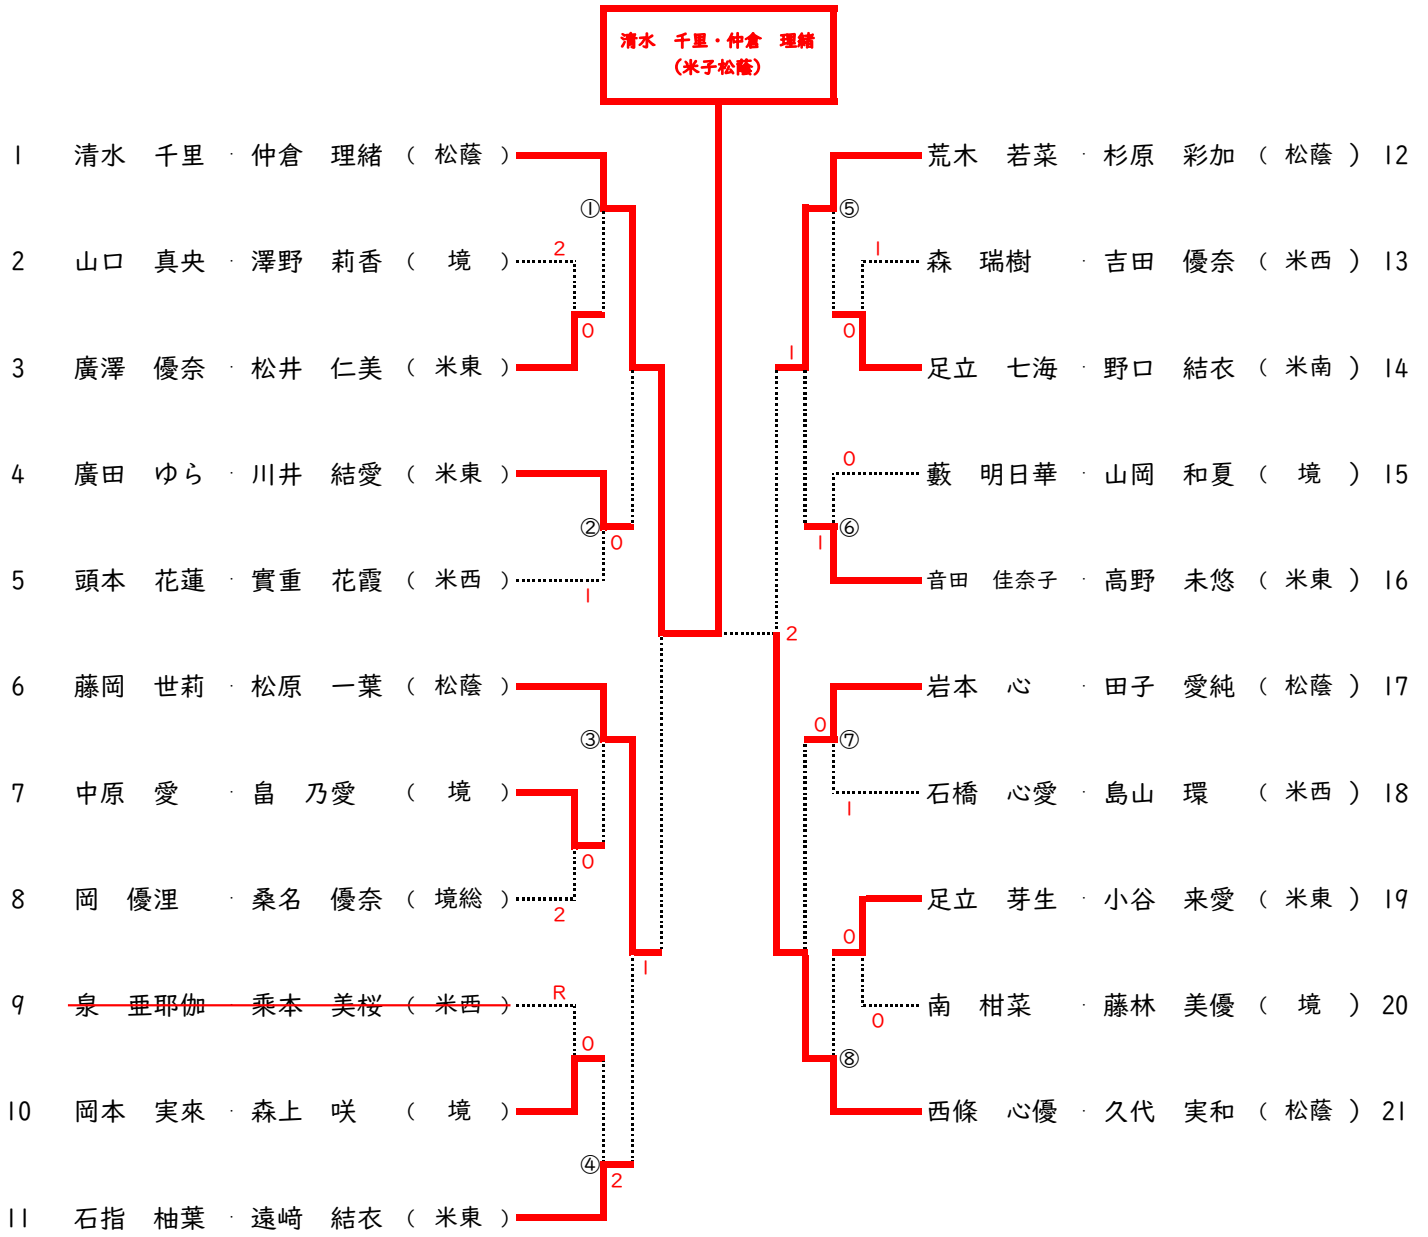 清水　千里・仲倉　理緒
（米子松蔭）
1 清水　千里 ・ 仲倉　理緒 （ 松蔭 ）
荒木　若菜 ・ 杉原　彩加 （ 松蔭 ） 12
① ⑤
2 山口　真央 ・ 澤野　莉香 （ 境 ） 2
1 森　瑞樹 ・ 吉田　優奈 （ 米西 ） 13
0 0
3 廣澤　優奈 ・ 松井　仁美 （ 米東 ）
1 足立　七海 ・ 野口　結衣 （ 米南 ） 14
4 廣田　ゆら ・ 川井　結愛 （ 米東 ）
0 藪　明日華 ・ 山岡　和夏 （ 境 ） 15
② 0 1 ⑥
5 頭本　花蓮 ・ 實重　花霞 （ 米西 ） 1
音田　佳奈子 ・ 高野　未悠 （ 米東 ） 16
2
6 藤岡　世莉 ・ 松原　一葉 （ 松蔭 ）
岩本　心 ・ 田子　愛純 （ 松蔭 ） 17
③ 0 ⑦
7 中原　愛 ・ 畠　乃愛 （ 境 ）
石橋　心愛 ・ 島山　環 （ 米西 ） 18
1
0
8 岡　優浬 ・ 桑名　優奈 （ 境総 ） 2
足立　芽生 ・ 小谷　来愛 （ 米東 ） 19
0
1
9 泉　亜耶伽 ・ 乗本　美桜 （ 米西 ） R
南　柑菜 ・ 藤林　美優 （ 境 ） 20
0
0 ⑧
10 岡本　実來 ・ 森上　咲 （ 境 ）
西條　心優 ・ 久代　実和 （ 松蔭 ） 21
④ 2
11 石指　柚葉 ・ 遠﨑　結衣 （ 米東 ）